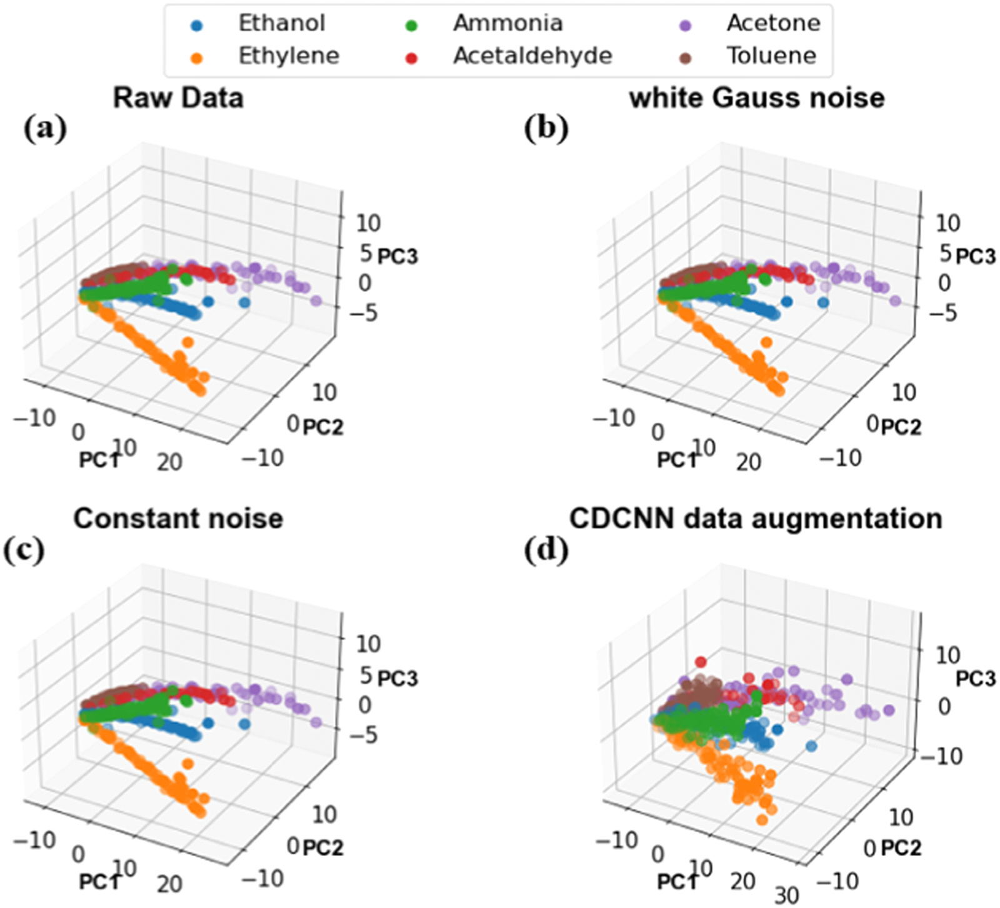 Ethanol Ammonia Acetone
Ethylene Acetaldehyde Toluene
Raw Data
(a)
10
5 PC3
0
−5
10
0 PC2
−10
−10
0
10
20
PC1
white Gauss noise
(b)
10
5 PC3
0
−5
10
0 PC2
−10
−10
0
10
20
PC1
Constant noise
(c)
10
5 PC3
0
−5
10
0 PC2
−10
−10
0
10
20
PC1
CDCNN data augmentation
(d)
10
PC3
0
−10
10
0 PC2
−10
−10
0
10
20
30
PC1